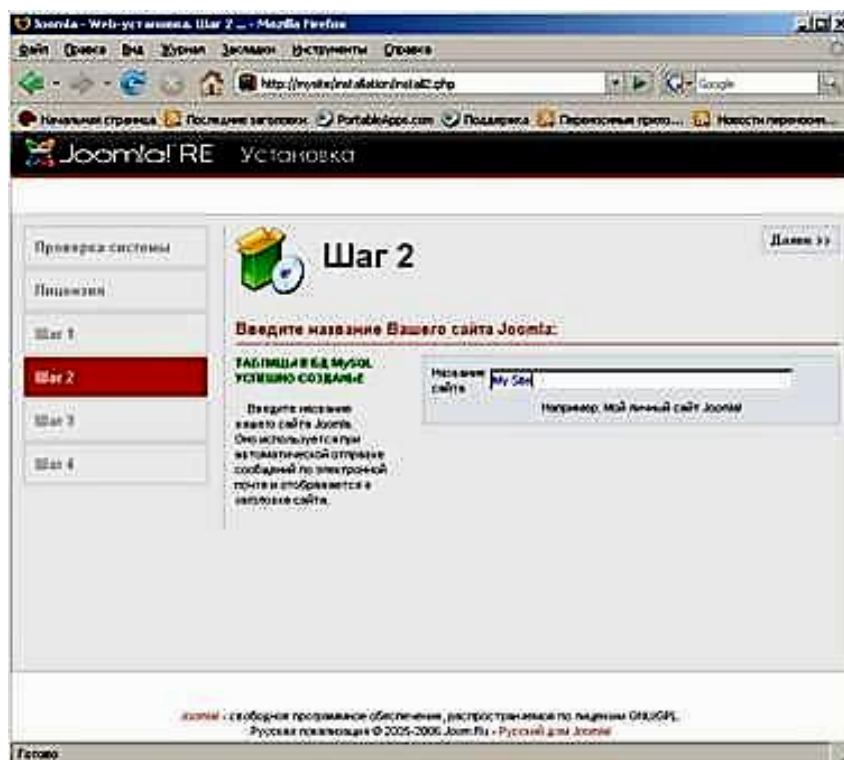 Joomla - Web-установка. Шаг 2 ... - Mozilla Firefox
Файл Правка Вид Журнал Закладки Инструменты Справка
http://mysite/installation/install2.php
Google
Начальная страница Последние заголовки PortableApps.com Поддержка Переносимые прило... Новости переносим...
Joomla! RE Установка
Проверка системы
Лицензия
Шаг 1
Шаг 2
Шаг 3
Шаг 4
Шаг 2
Далее >>
Введите название Вашего сайта Joomla:
ТАБЛИЦЫ В БД MySQL
УСПЕШНО СОЗДАНЫ!
Введите название
вашего сайта Joomla.
Оно используется при
автоматической отправке
сообщений по электронной
почте и отображается в
заголовке сайта.
Название
сайта
My Site
Например: Мой личный сайт Joomla!
Joomla! - свободное программное обеспечение, распространяемое по лицензии GNU/GPL.
Русская локализация © 2005-2006 Joom.Ru - Русский дом Joomla!
Готово